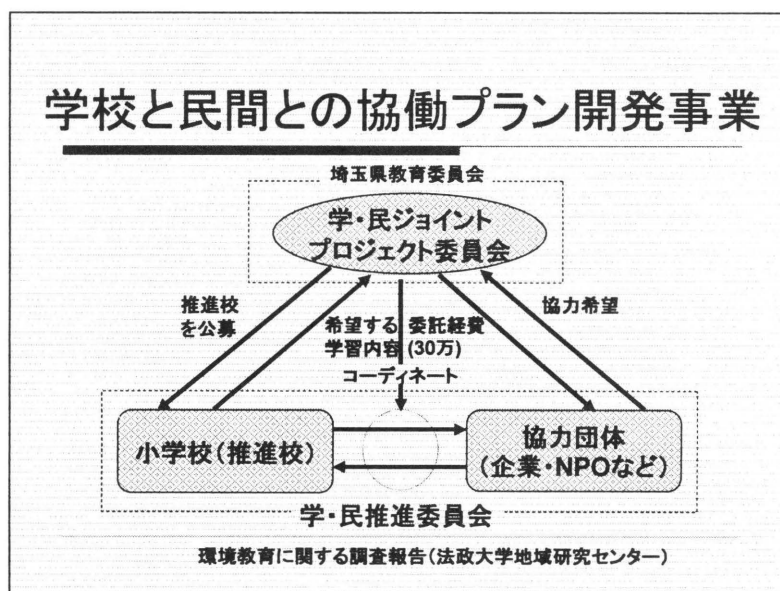 学校と民間との協働プラン開発事業
埼玉県教育委員会
学・民ジョイント
プロジェクト委員会
推進校
を公募
希望する
学習内容
委託経費
(30万)
協力希望
コーディネート
小学校(推進校)
協力団体
(企業・NPOなど)
学・民推進委員会
環境教育に関する調査報告(法政大学地域研究センター)